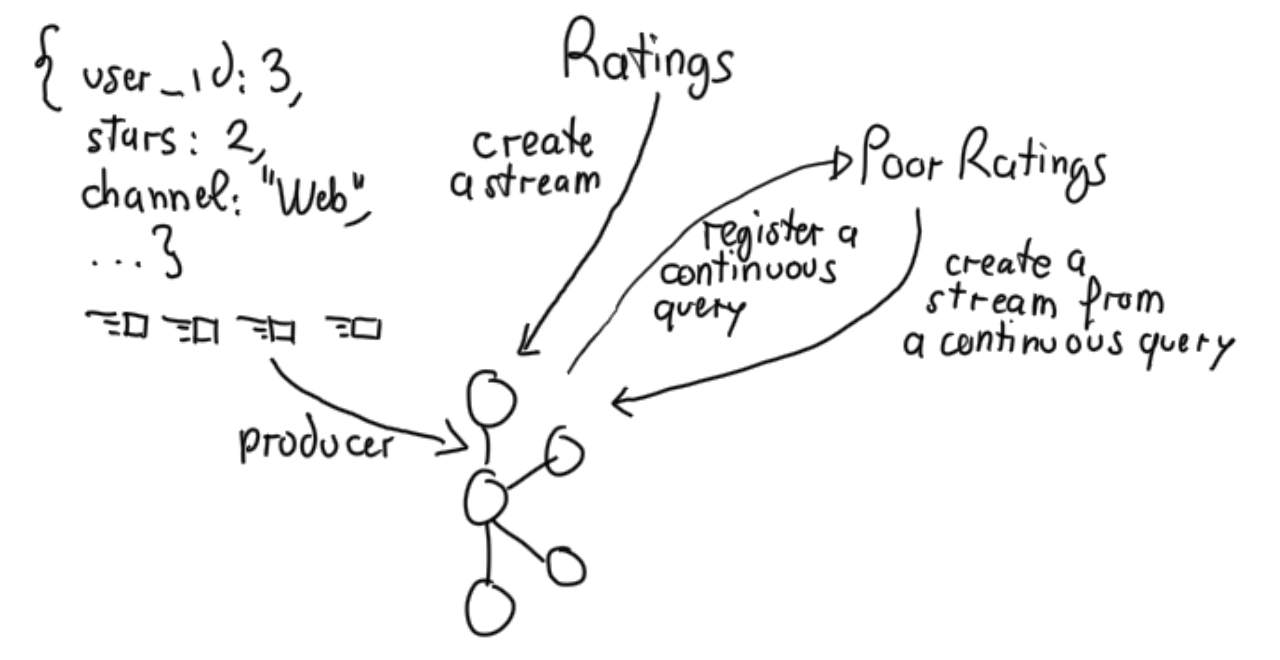 { user_id: 3,
stars: 2,
channel: "Web",
...}
producer
Ratings
create
a stream
Poor Ratings
register a
continuous
query
create a
stream from
a continuous query